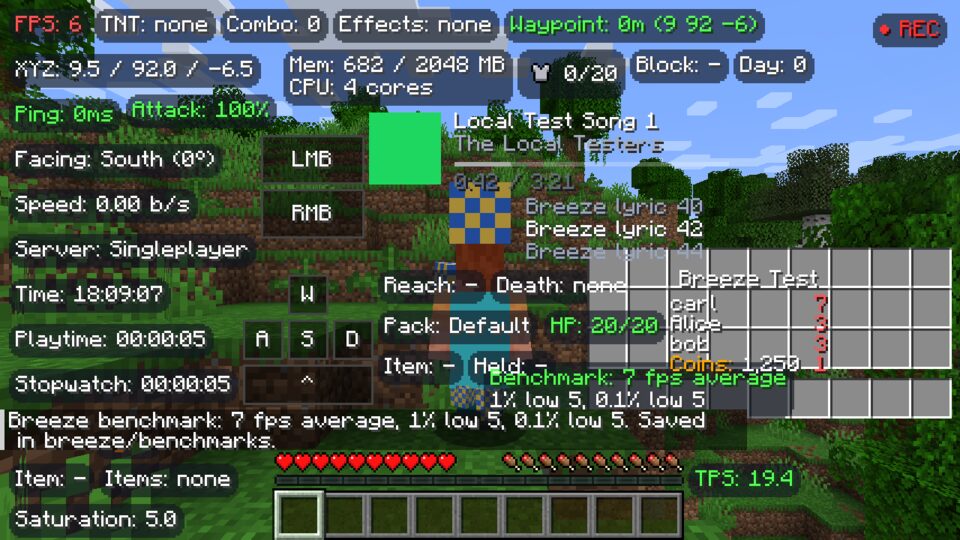 FPS: 6 TNT: none Combo: 0 Effects: none Waypoint: 0m (9 92 -6) • REC
XYZ: 9.5 / 92.0 / -6.5
Mem: 682 / 2048 MB
CPU: 4 cores
0/20
Block: - Day: 0
Ping: 0ms Attack: 100%
Local Test Song 1
The Local Testers
0:42 / 3:21
Facing: South (0°)
LMB
Speed: 0.00 b/s
RMB
Breeze lyric 40
Breeze lyric 42
Breeze lyric 44
Server: Singleplayer
Time: 18:09:07
W
Reach: - Death: none
Breeze Test
carl 7
Alice 3
bob 3
Coins: 1,250 1
Playtime: 00:00:05
A S D
Pack: Default HP: 20/20
Stopwatch: 00:00:05
^
Item: - Held: -
Benchmark: 7 fps average
1% low 5, 0.1% low 5
Breeze benchmark: 7 fps average, 1% low 5, 0.1% low 5. Saved
in breeze/benchmarks.
Item: - Items: none
TPS: 19.4
Saturation: 5.0